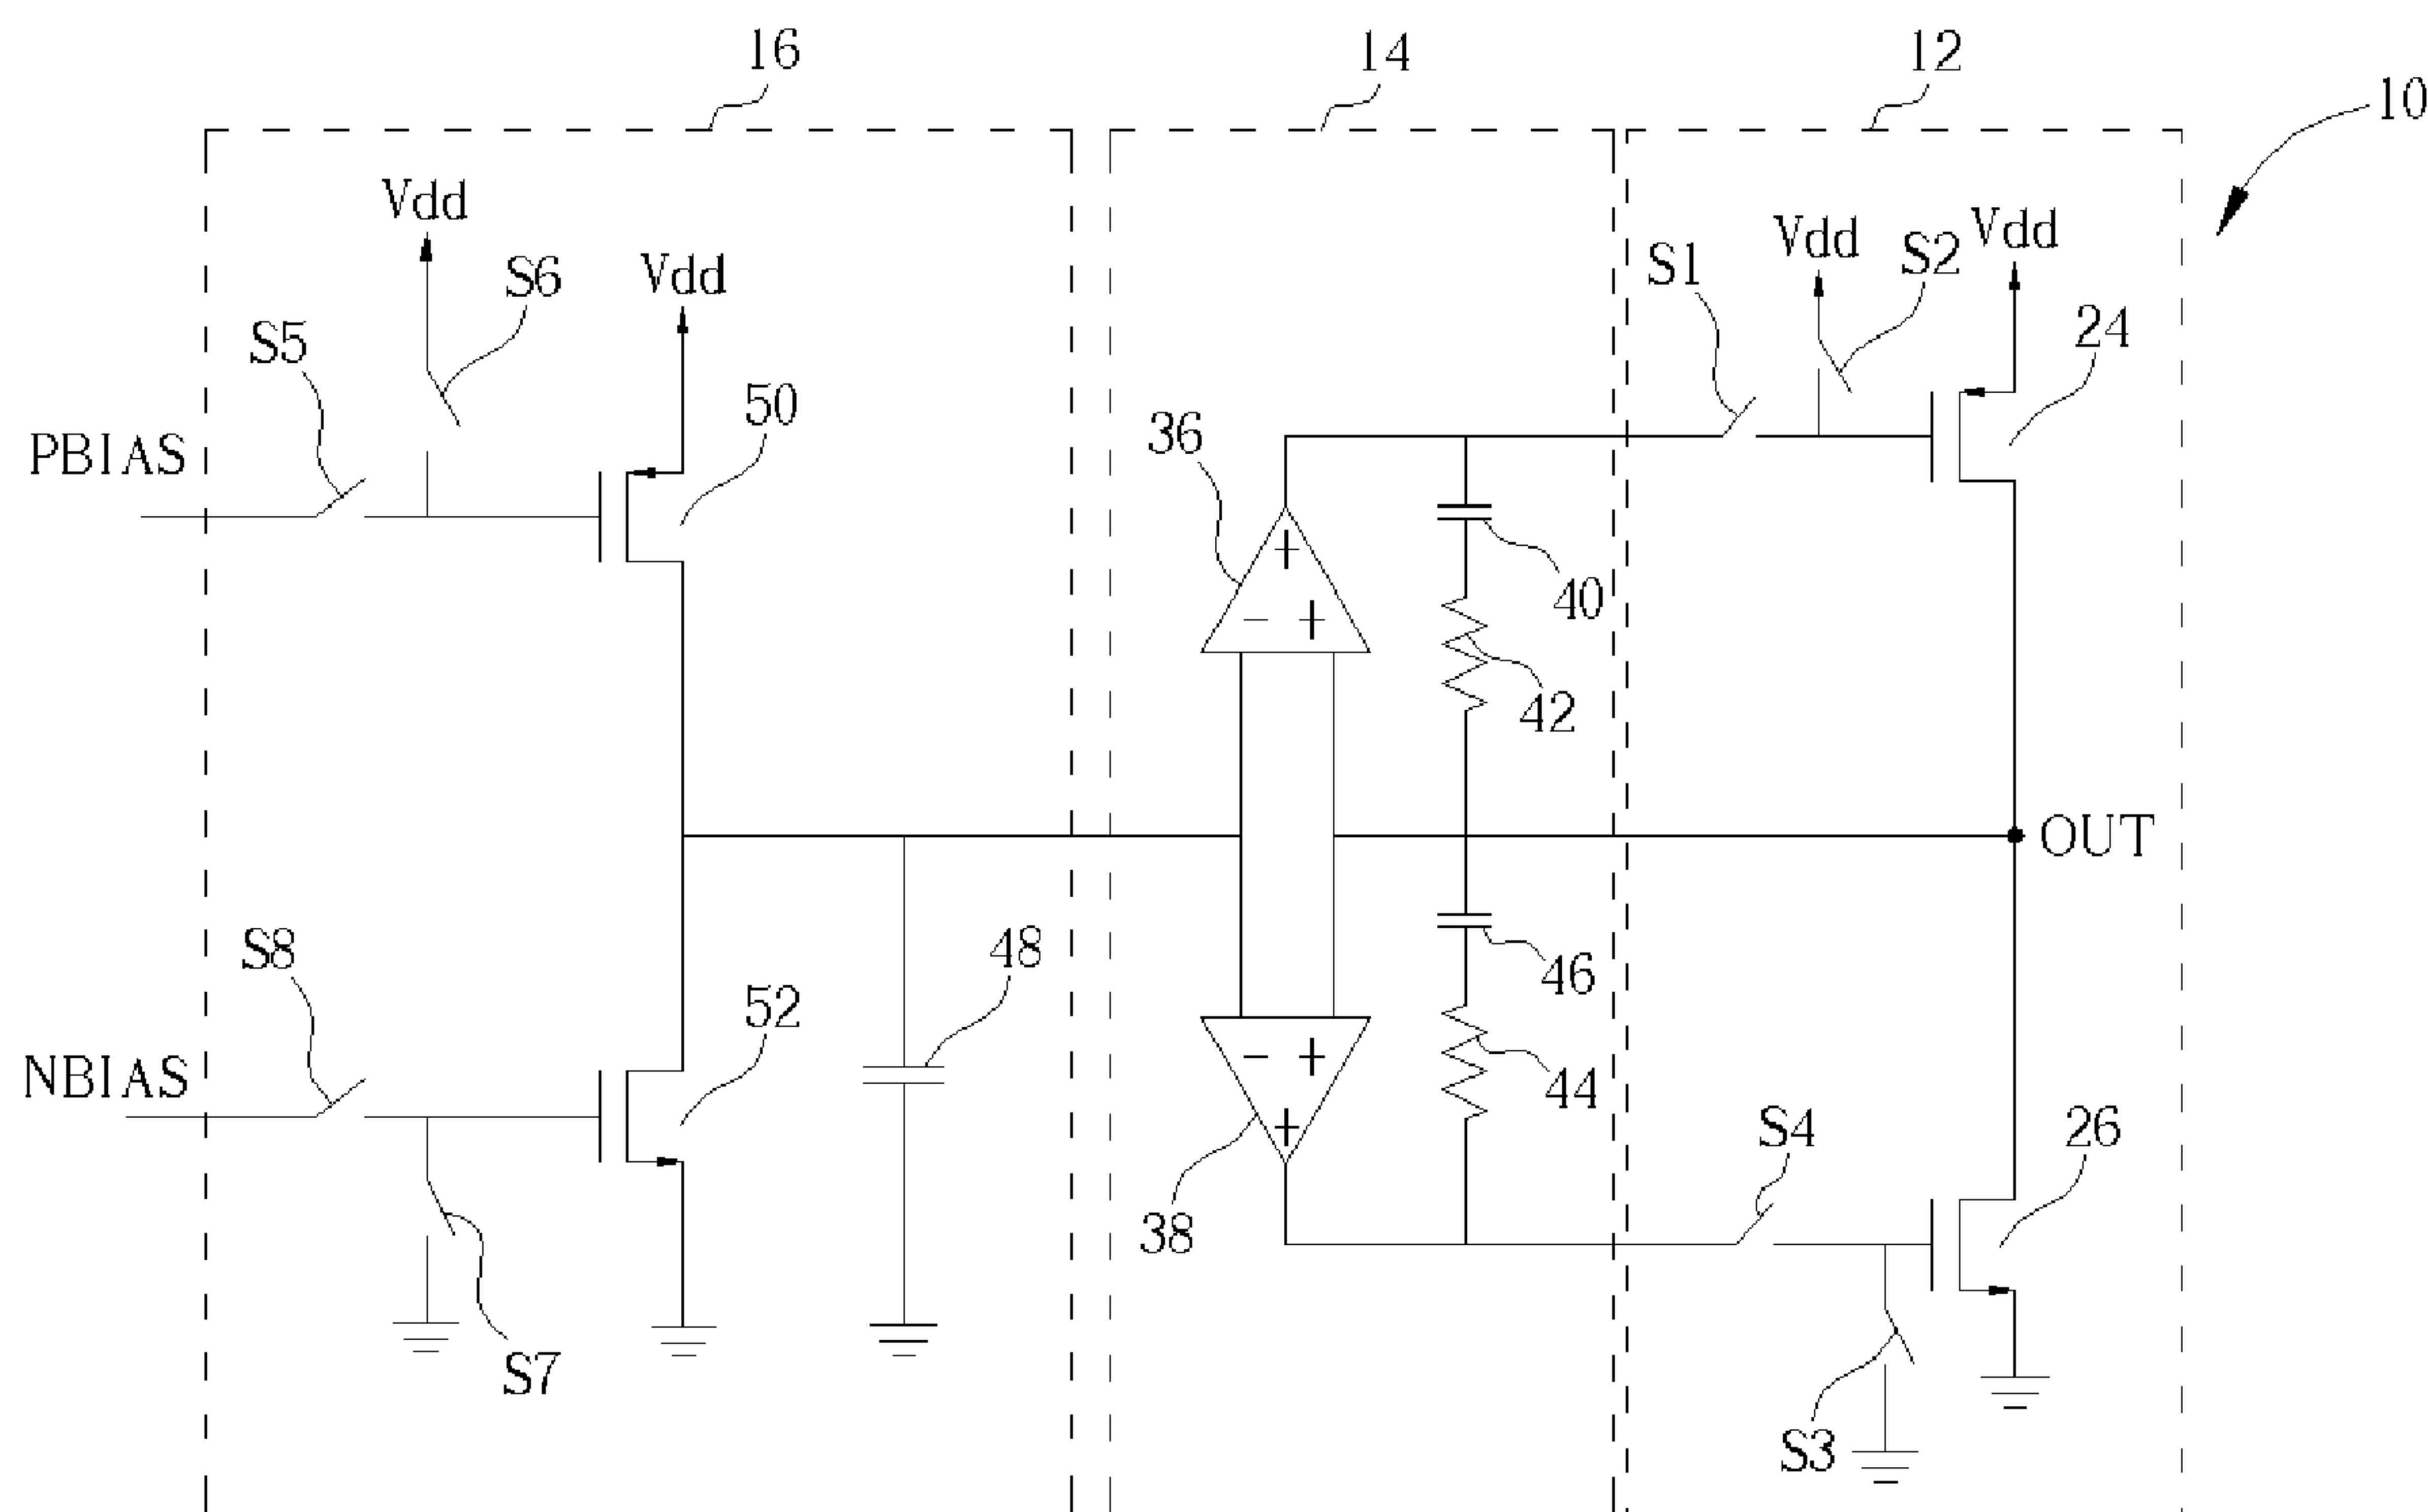 16
14
12
10
Vdd
Vdd
Vdd
Vdd
S6
S1
S2
S5
24
50
36
PBIAS
+
40
- +
42
OUT
S8
48
46
52
- +
NBIAS
44
+
S4
26
38
S7
S3